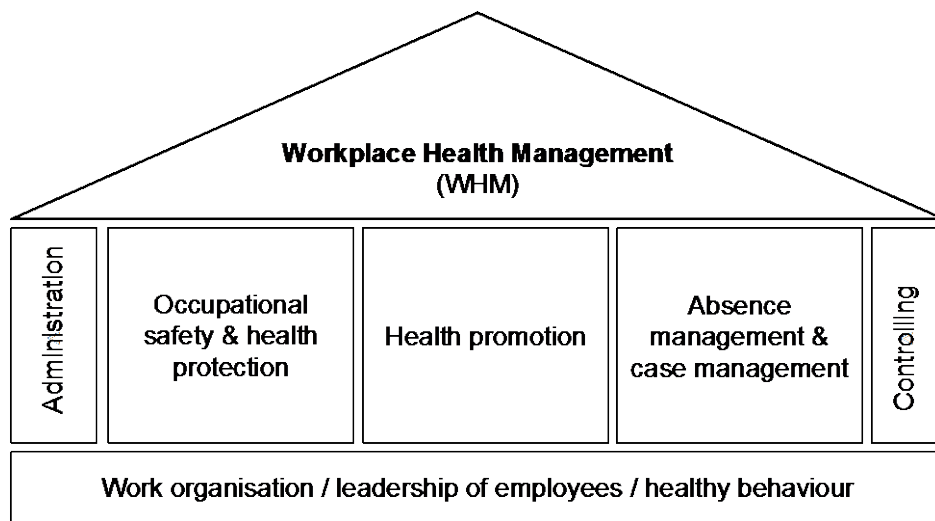 Workplace Health Management
(WHM)
Administration
Occupational
safety & health
protection
Health promotion
Absence
management &
case management
Controlling
Work organisation / leadership of employees / healthy behaviour